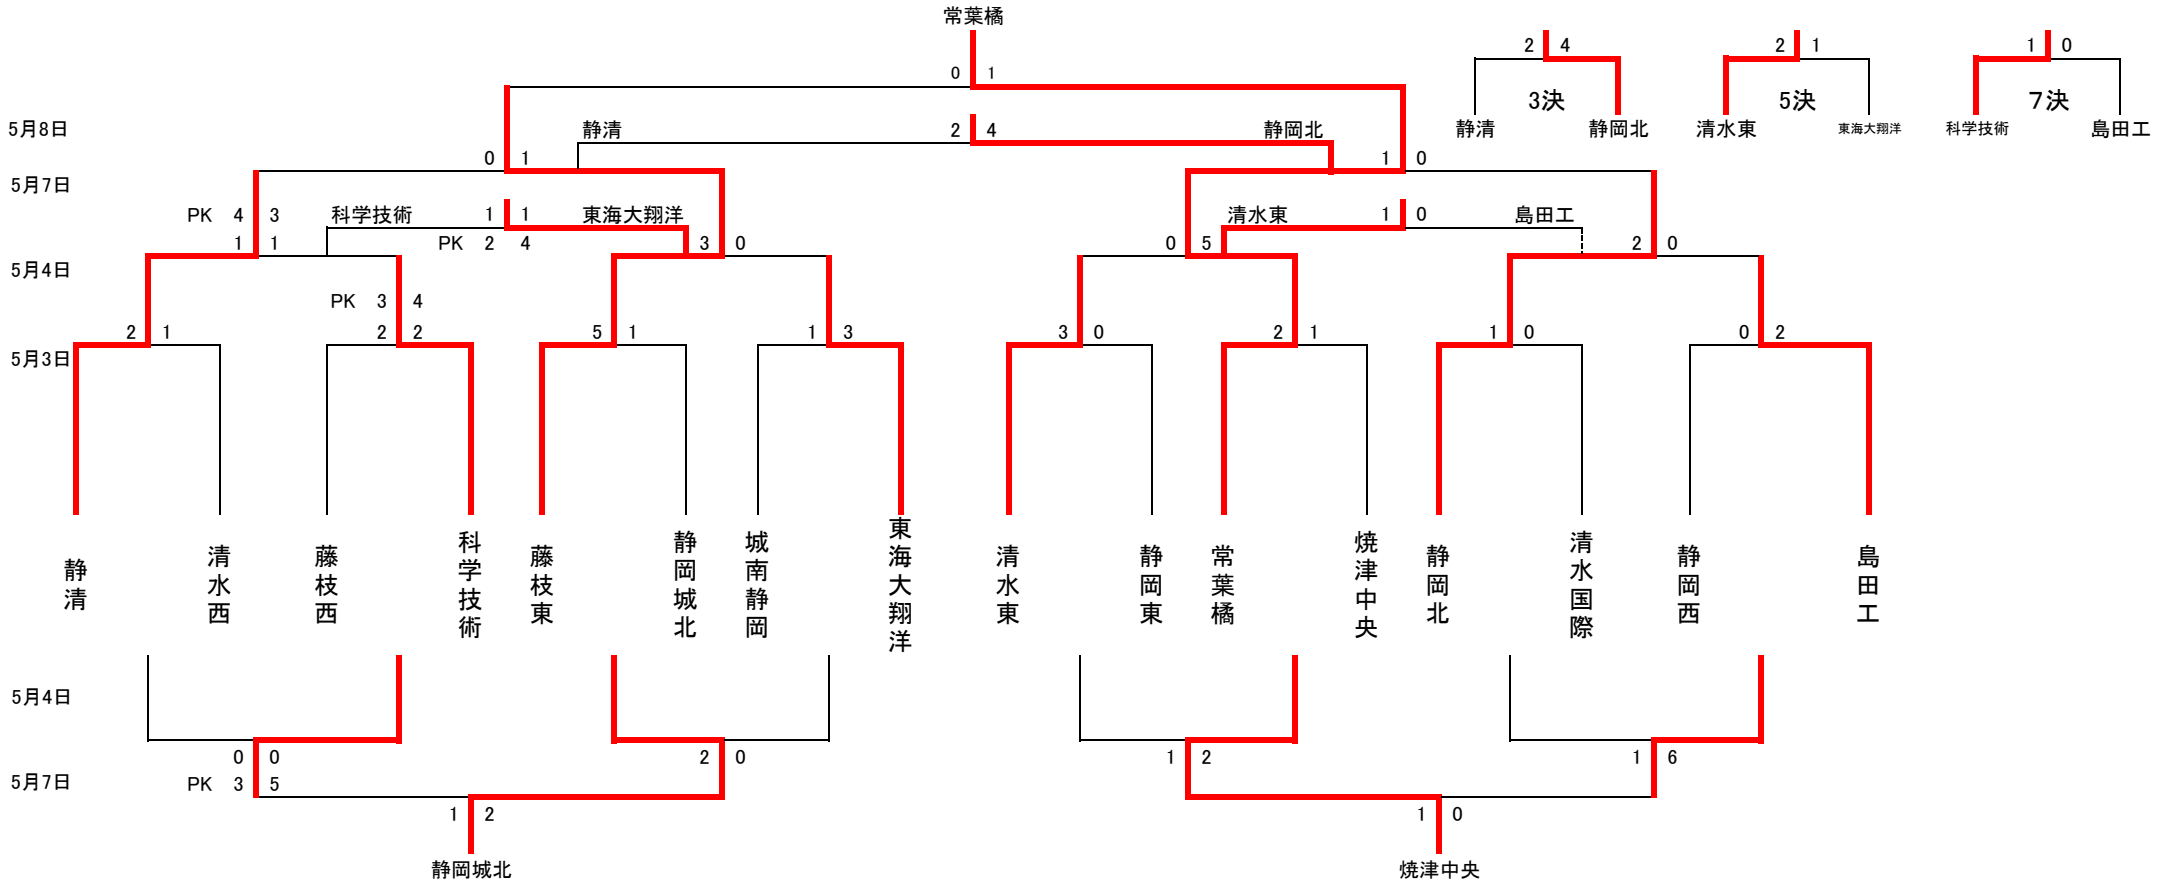 常葉橘
2 4
2 1
1 0
0 1
3決
5決
7決
5月8日
静清
2 4
静岡北
静清
静岡北
清水東
東海大翔洋
科学技術
島田工
0 1
1 0
5月7日
PK 4 3
科学技術
1 1
東海大翔洋
清水東
1 0
島田工
1 1
PK 2 4
3 0
0 5
2 0
5月4日
PK 3 4
2 1
2 2
5 1
1 3
3 0
2 1
1 0
0 2
5月3日
静清
清水西
藤枝西
科学技術
藤枝東
静岡城北
城南静岡
東海大翔洋
清水東
静岡東
常葉橘
焼津中央
静岡北
清水国際
静岡西
島田工
5月4日
0 0
2 0
1 2
1 6
5月7日
PK 3 5
1 2
1 0
静岡城北
焼津中央